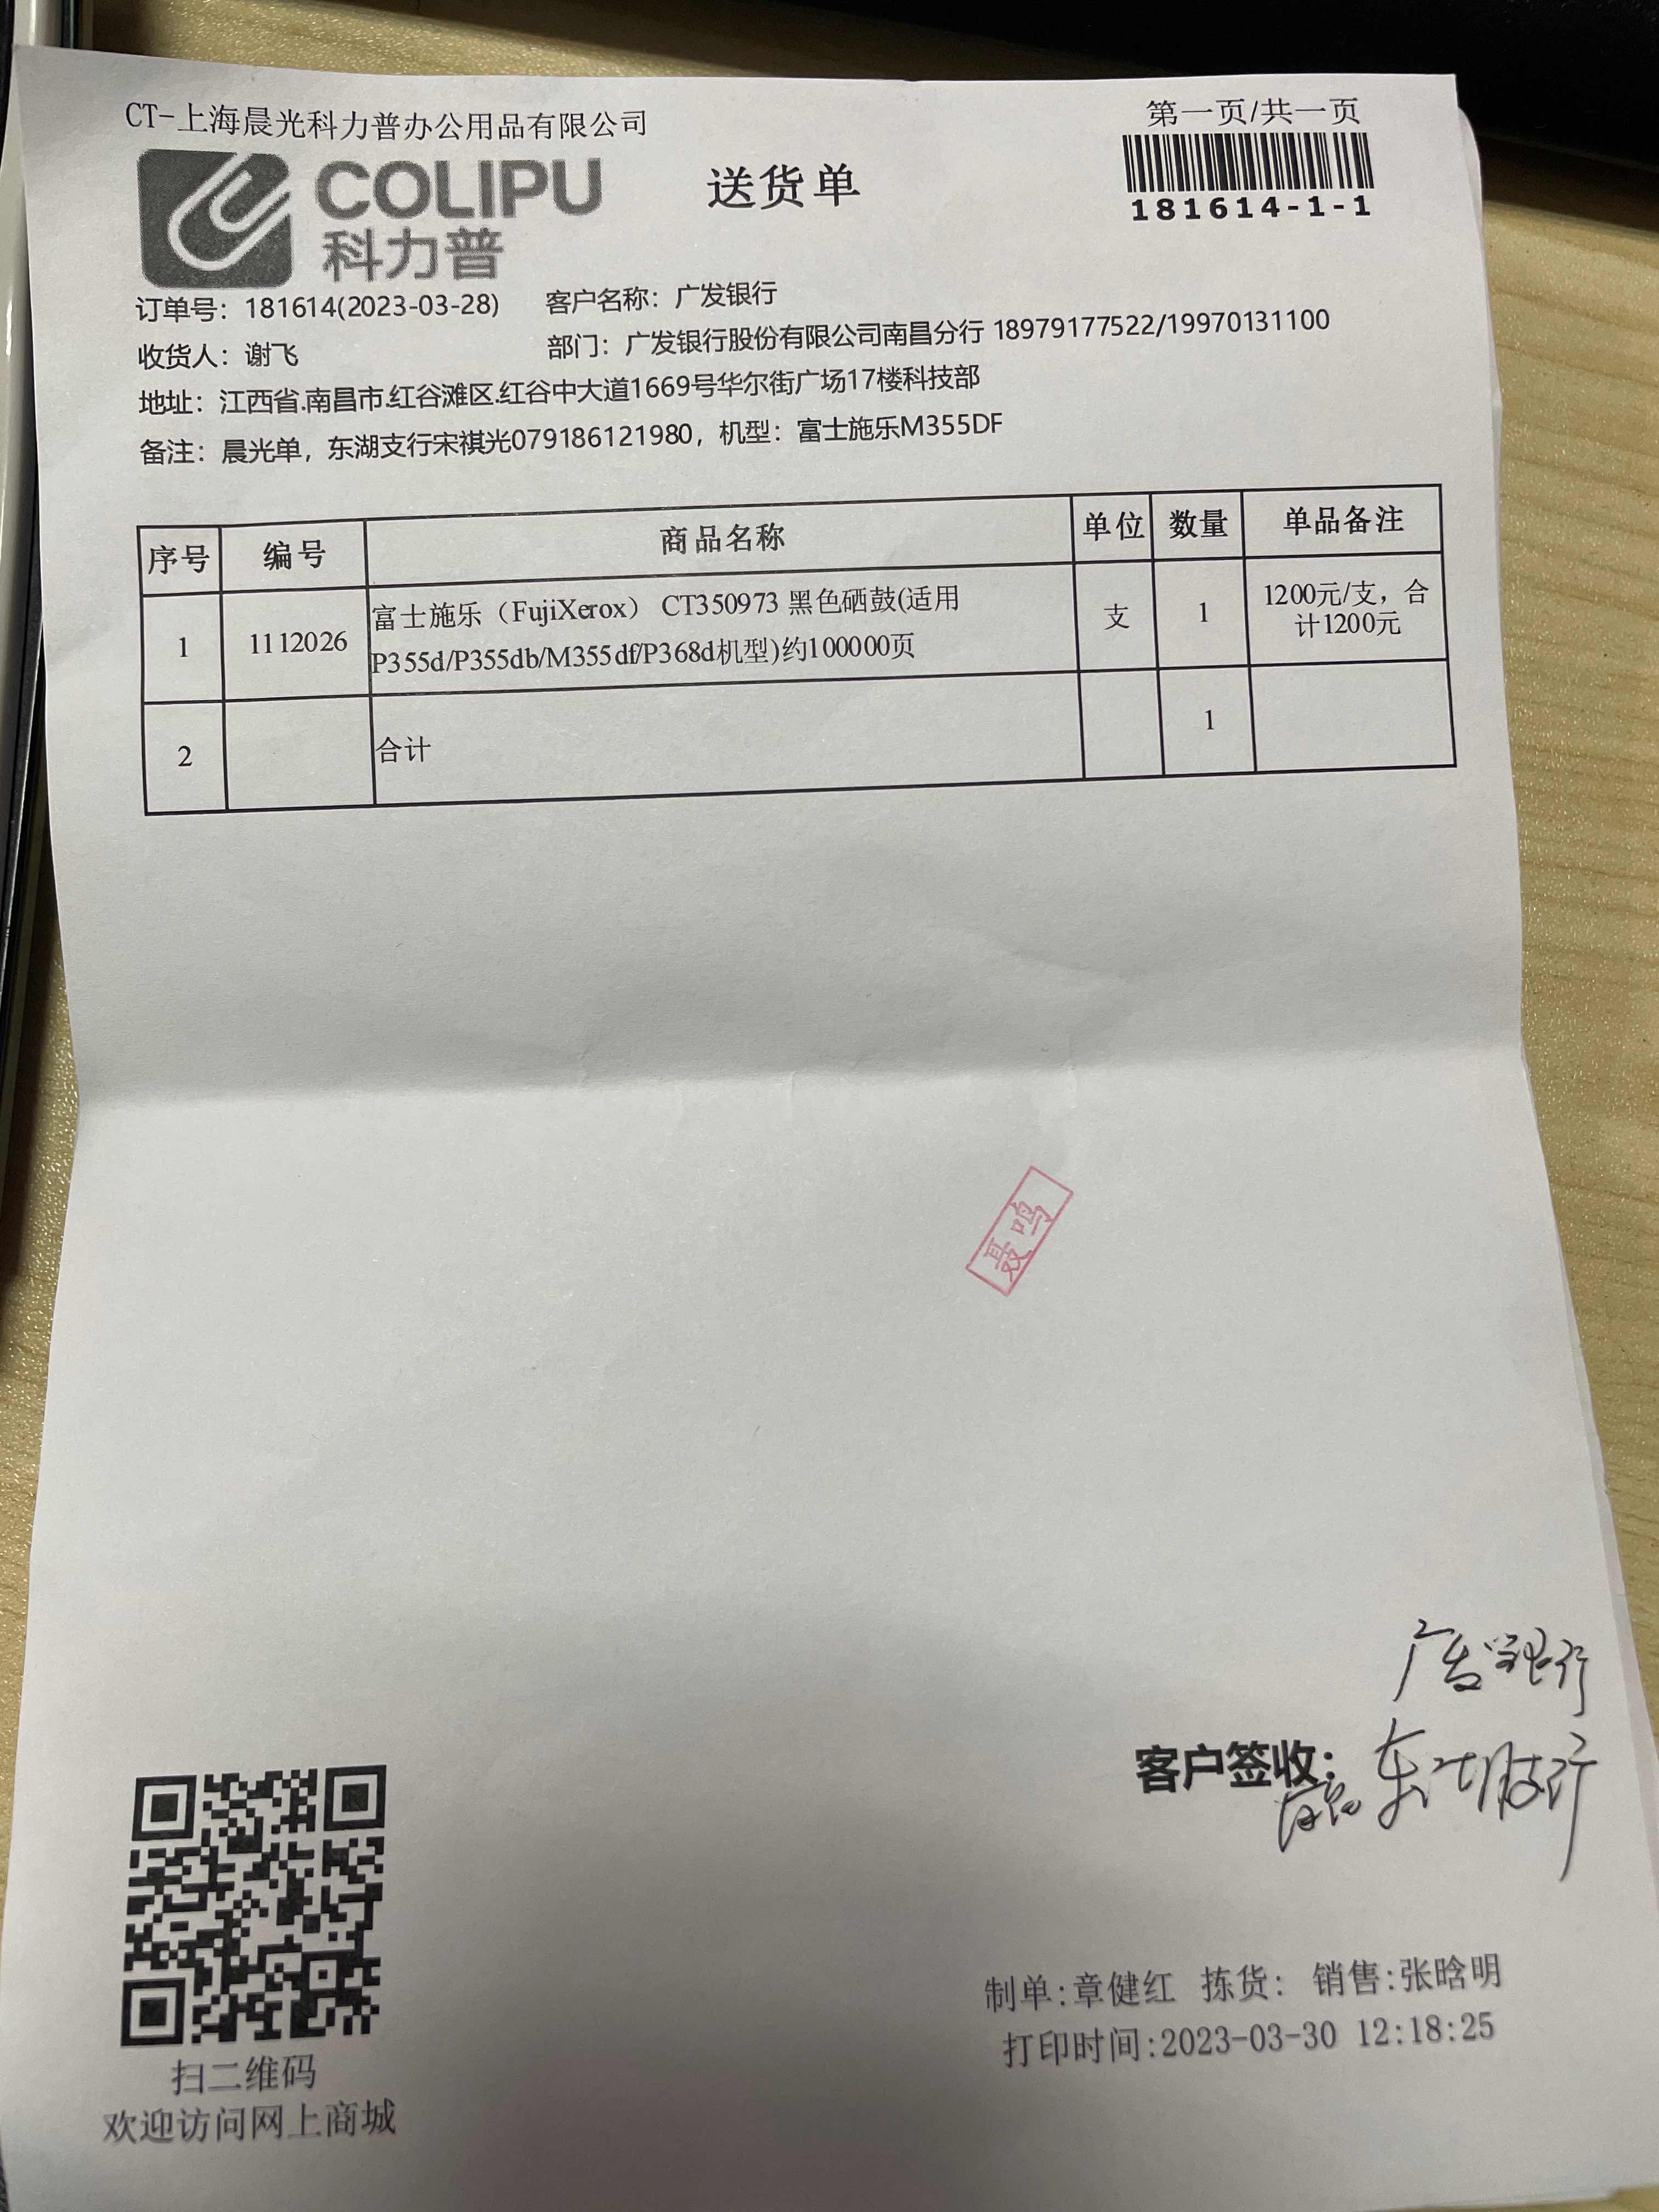 CT-上海晨光科力普办公用品有限公司
第一页/共一页
COLIPU
科力普
送货单
181614-1-1
订单号：181614(2023-03-28)
客户名称：广发银行
收货人：谢飞
部门：广发银行股份有限公司南昌分行 18979177522/19970131100
地址：江西省.南昌市.红谷滩区.红谷中大道1669号华尔街广场17楼科技部
备注：晨光单，东湖支行宋祺光079186121980，机型：富士施乐M355DF
序号 编号 商品名称 单位 数量 单品备注
1 1112026 富士施乐（FujiXerox） CT350973 黑色硒鼓(适用
P355d/P355db/M355df/P368d机型)约100000页
支 1
1200元/支，合
计1200元
2 合计 1
聂鸣
广发银行
客户签收：
东湖支行
制单:章健红 拣货: 销售:张晗明
打印时间:2023-03-30 12:18:25
扫二维码
欢迎访问网上商城